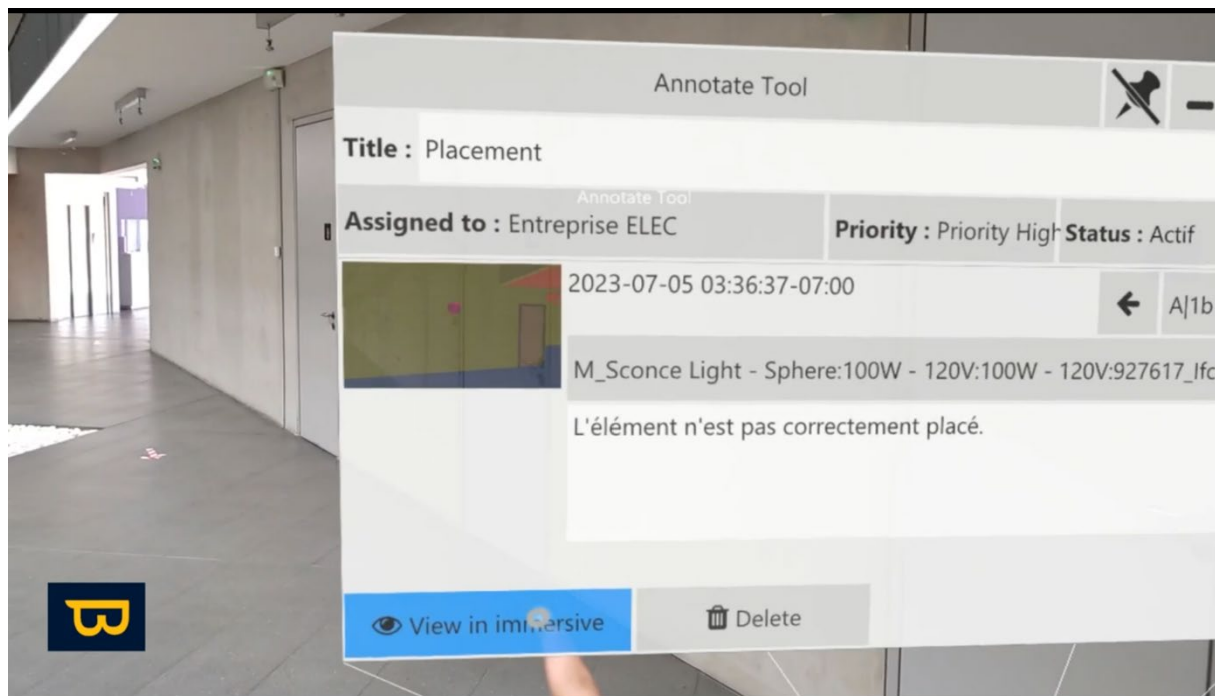 Annotate Tool
Title : Placement
Annotate Tool
Assigned to : Entreprise ELEC
Priority : Priority High
Status : Actif
2023-07-05 03:36:37-07:00
A|1b
M_Sconce Light - Sphere:100W - 120V:100W - 120V:927617_Ifc
L'élément n'est pas correctement placé.
View in immersive
Delete